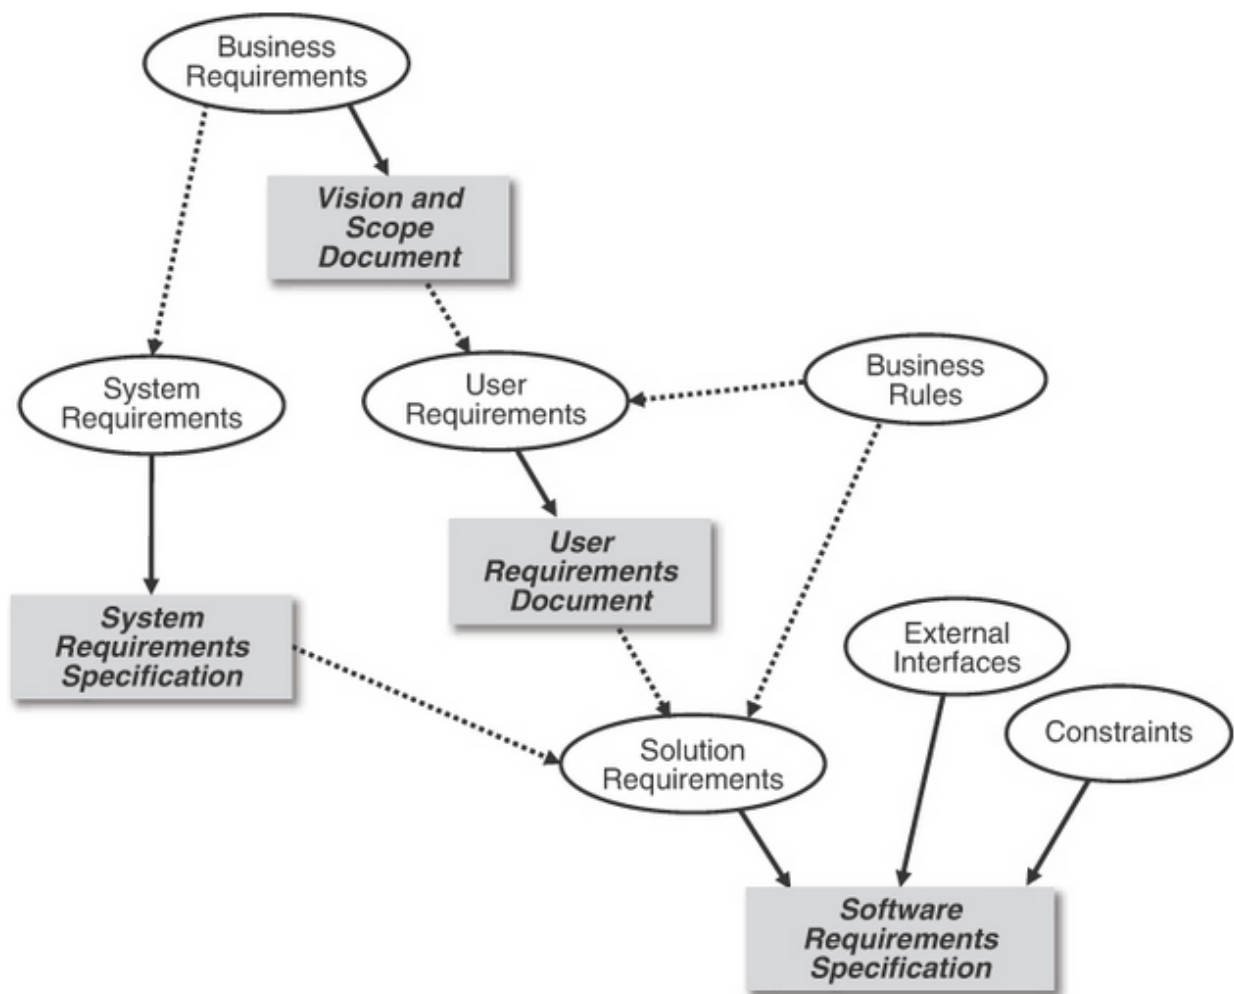 Business
Requirements
Vision and
Scope
Document
System
Requirements
User
Requirements
Business
Rules
User
Requirements
Document
System
Requirements
Specification
External
Interfaces
Constraints
Solution
Requirements
Software
Requirements
Specification